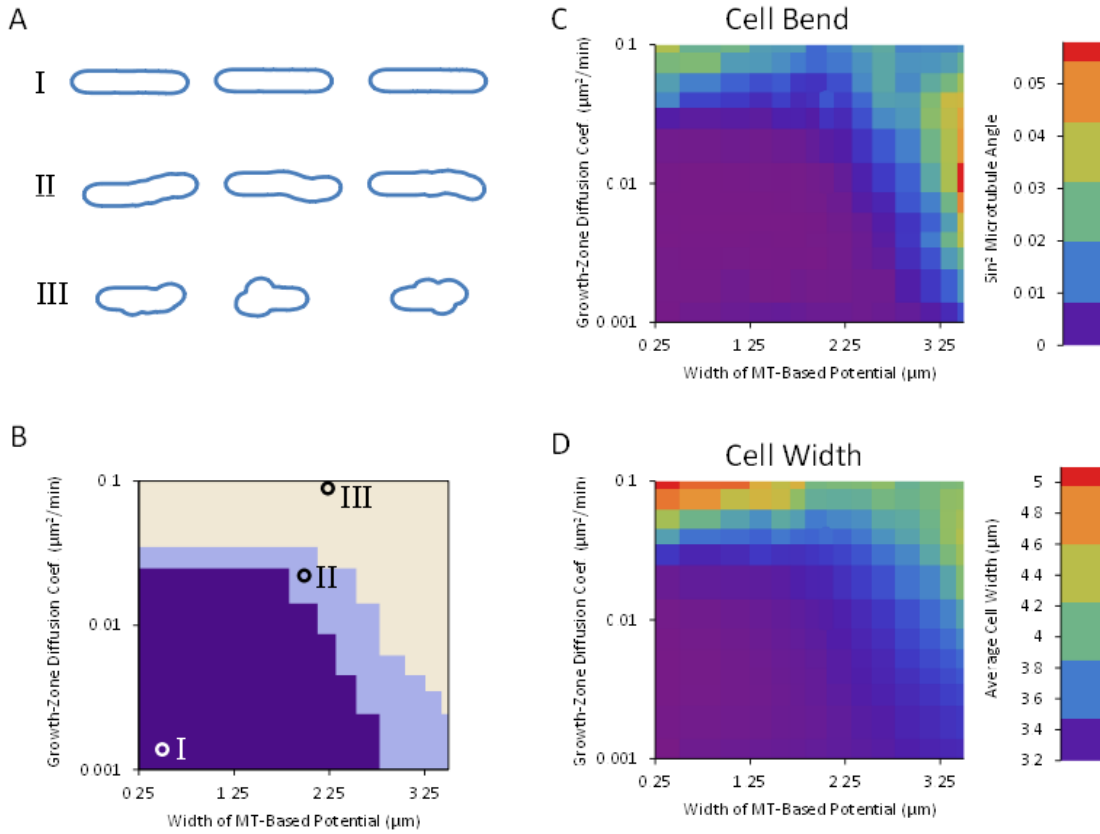 A
I
II
III
B
0 1
0 01
0 001
0 25
1 25
2 25
3 25
Growth-Zone Diffusion Coef (µm²/min)
Width of MT-Based Potential (µm)
III
II
I
C
Cell Bend
0 1
0 01
0 001
0 25
1 25
2 25
3 25
Growth-Zone Diffusion Coef (µm²/min)
Width of MT-Based Potential (µm)
Sin² Microtubule Angle
0 05
0 04
0 03
0 02
0 01
0
D
Cell Width
0 1
0 01
0 001
0 25
1 25
2 25
3 25
Growth-Zone Diffusion Coef (µm²/min)
Width of MT-Based Potential (µm)
Average Cell Width (µm)
5
4 8
4 6
4 4
4 2
4
3 8
3 6
3 4
3 2